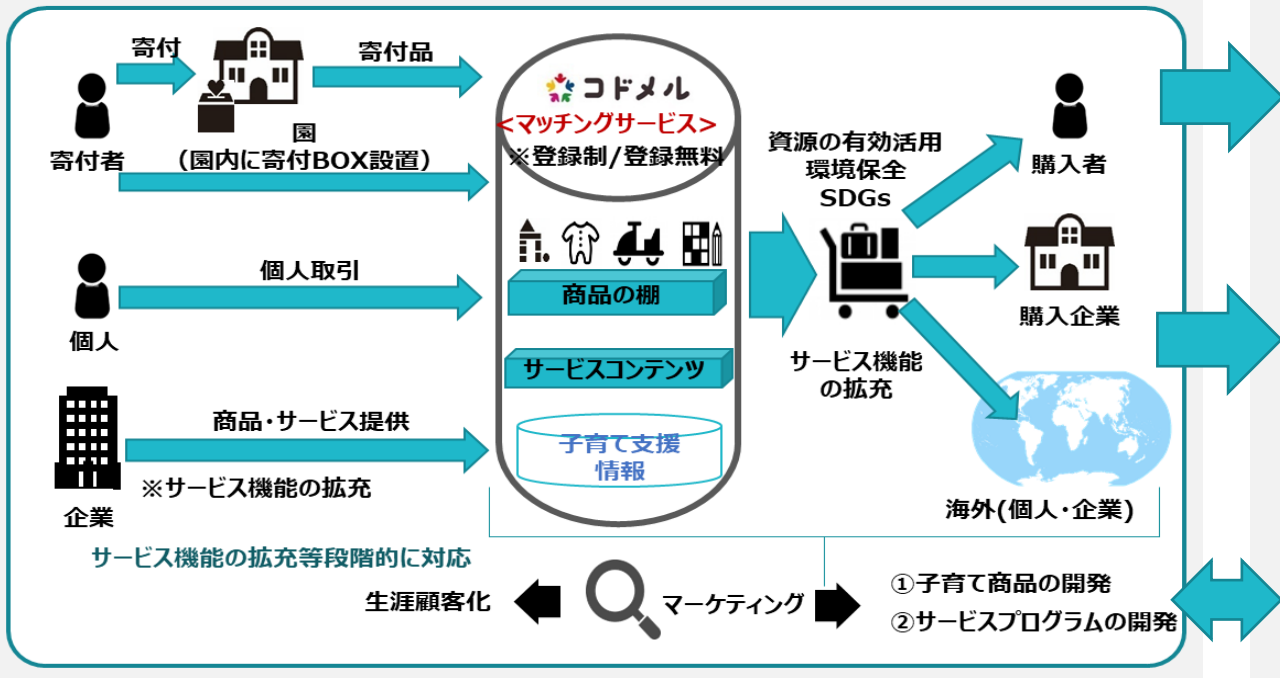 寄付
寄付品
寄付者
園
（園内に寄付BOX設置）
個人取引
個人
商品・サービス提供
※サービス機能の拡充
企業
サービス機能の拡充等段階的に対応
コドメル
<マッチングサービス>
※登録制/登録無料
商品の棚
サービスコンテンツ
子育て支援
情報
資源の有効活用
環境保全
SDGs
サービス機能
の拡充
購入者
購入企業
海外(個人・企業)
生涯顧客化
マーケティング
①子育て商品の開発
②サービスプログラムの開発